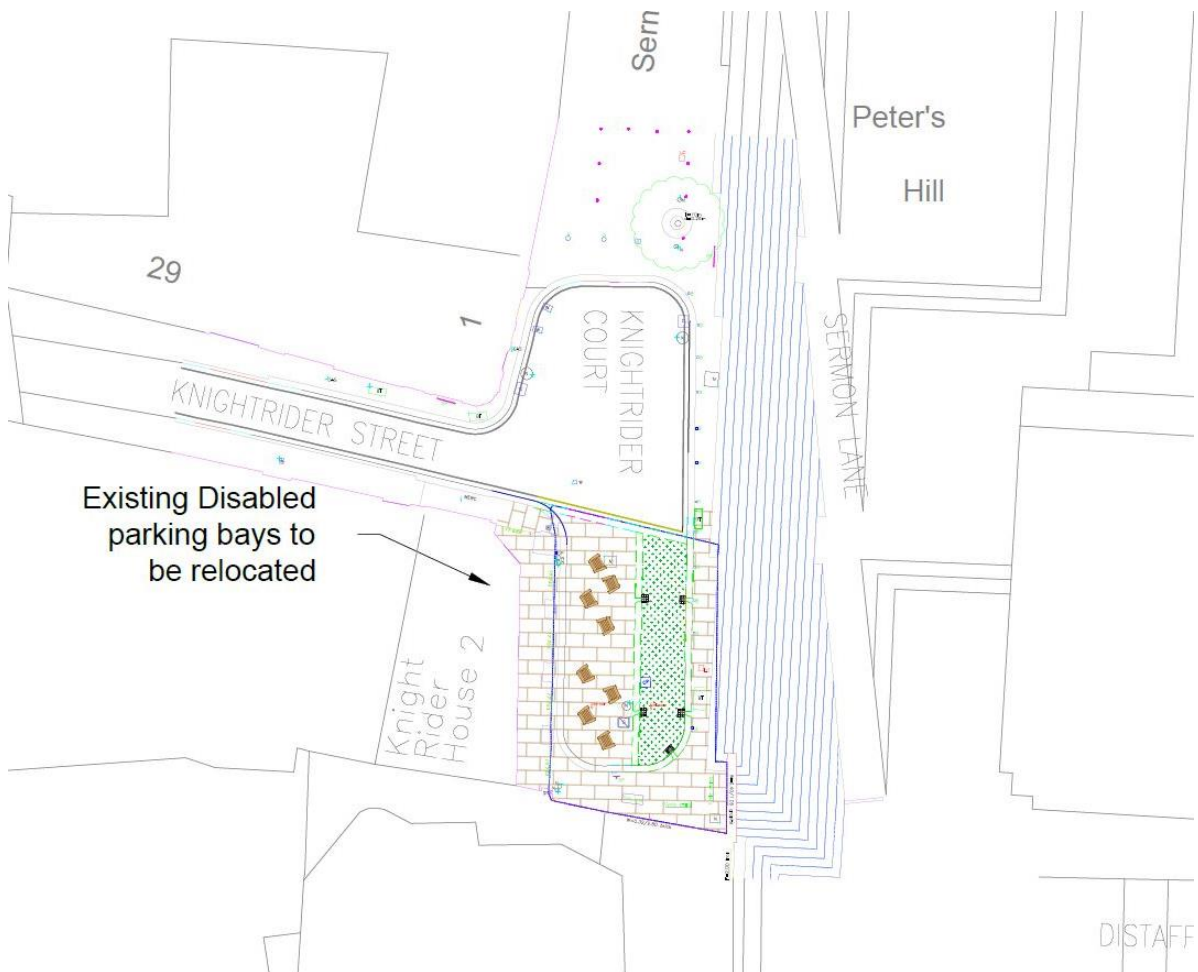 Sern
Peter's
Hill
29
1
KNIGHTRIDER
COURT
SERMON LANE
KNIGHTRIDER STREET
Existing Disabled
parking bays to
be relocated
Knight
Rider
House 2
DISTAFF